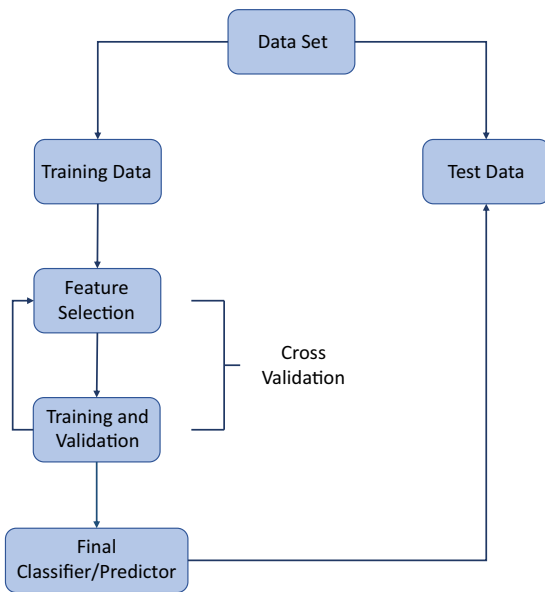 Data Set
Training Data
Test Data
Feature
Selection
Cross
Validation
Training and
Validation
Final
Classifier/Predictor